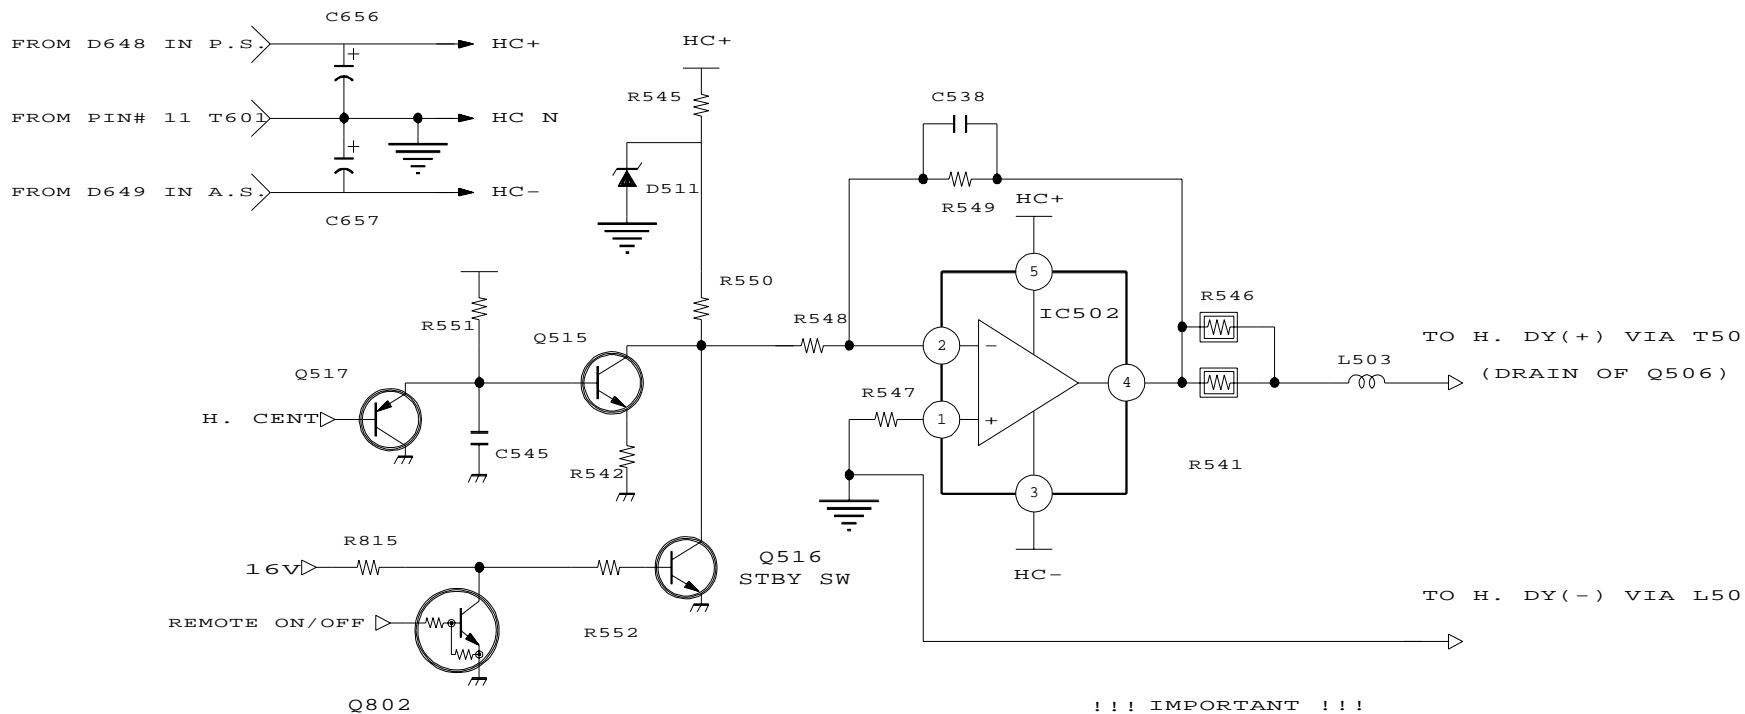 C656
FROM D648 IN P.S.
HC+
FROM PIN# 11 T601
HC N
FROM D649 IN A.S.
HC-
C657
+
+
HC+
R545
D511
C538
R549
HC+
R550
R551
Q515
R548
IC502
5
2
-
R546
TO H. DY(+) VIA T50
(DRAIN OF Q506)
L503
Q517
H. CENT
R547
1
+
4
C545
R542
R541
3
R815
16V
Q516
STBY SW
HC-
TO H. DY(-) VIA L50
REMOTE ON/OFF
R552
Q802
!!! IMPORTANT !!!